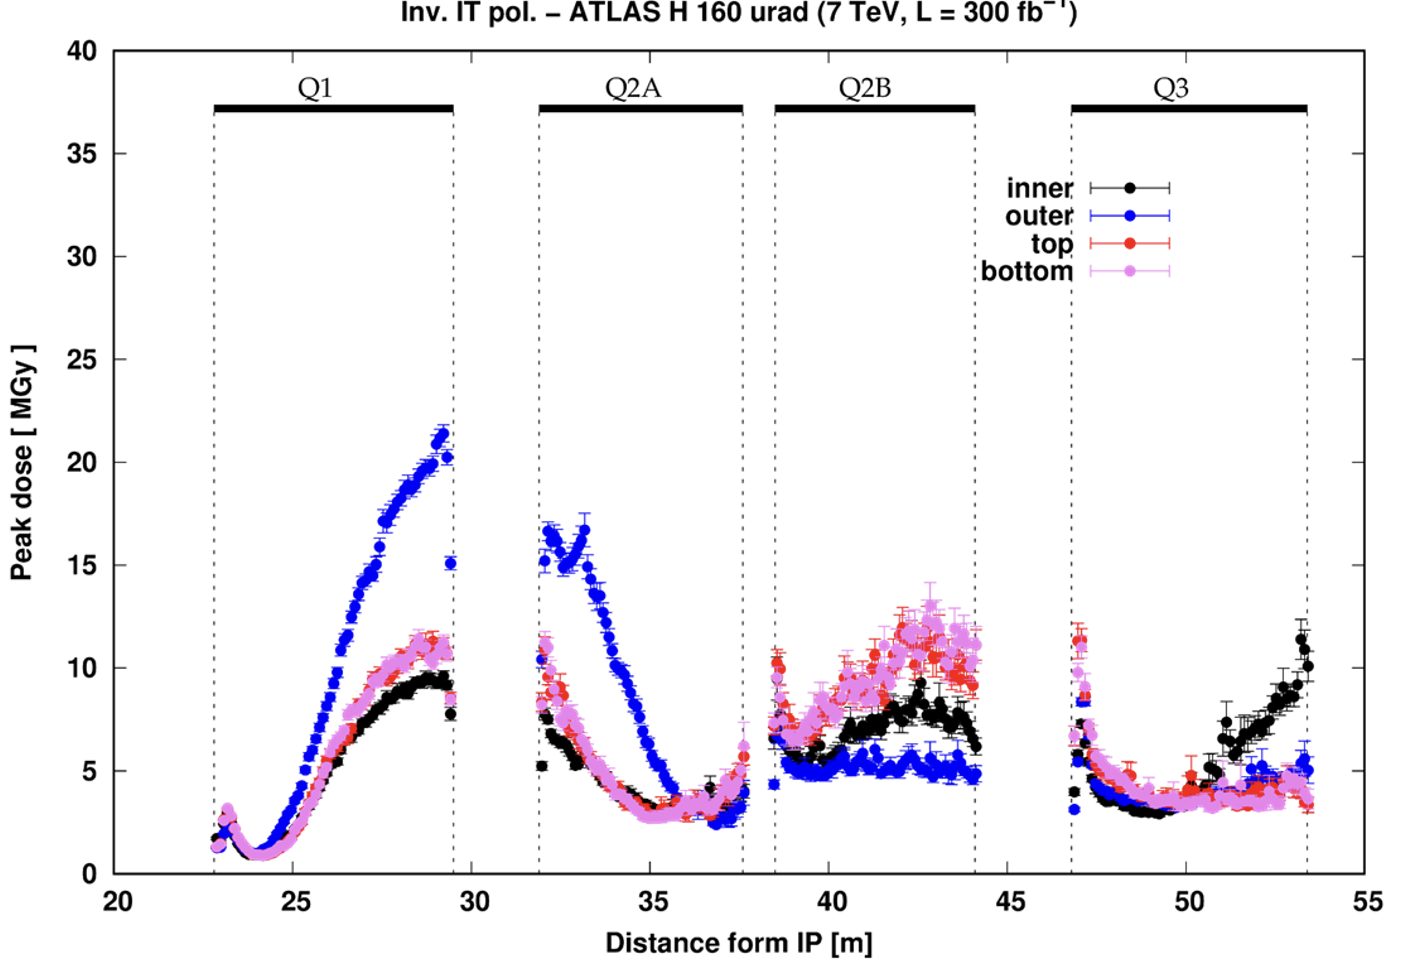 Inv. IT pol. – ATLAS H 160 urad (7 TeV, L = 300 fb⁻¹)
40
35
30
25
20
15
10
5
0
Peak dose [ MGy ]
Q1
Q2A
Q2B
Q3
inner
outer
top
bottom
20
25
30
35
40
45
50
55
Distance form IP [m]